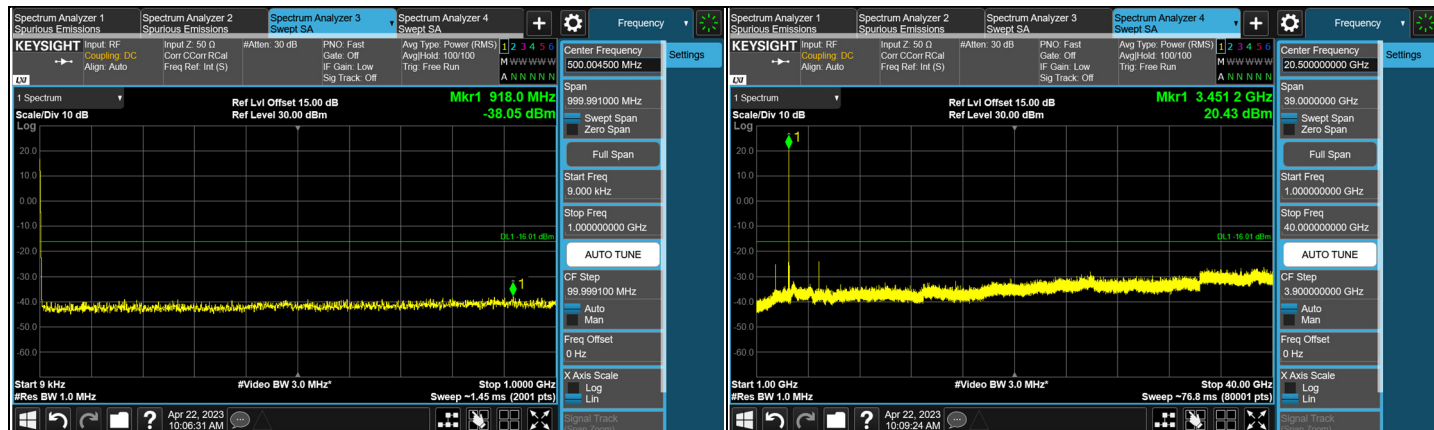 Spectrum Analyzer 1
Spurious Emissions
Spectrum Analyzer 2
Spurious Emissions
Spectrum Analyzer 3
Swept SA
Spectrum Analyzer 4
Swept SA
Frequency
KEYSIGHT
LXI
Input: RF
Coupling: DC
Align: Auto
Input Z: 50 Ω
Corr CCorr RCal
Freq Ref: Int (S)
#Atten: 30 dB
PNO: Fast
Gate: Off
IF Gain: Low
Sig Track: Off
Avg Type: Power (RMS)
Avg|Hold: 100/100
Trig: Free Run
1 2 3 4 5 6
M W W W W W
A N N N N N
1 Spectrum
Scale/Div 10 dB
Log
Ref Lvl Offset 15.00 dB
Ref Level 30.00 dBm
Mkr1 918.0 MHz
-38.05 dBm
20.0
10.0
0.00
-10.0
-20.0
-30.0
-40.0
-50.0
-60.0
DL1 -16.01 dBm
1
Start 9 kHz
#Res BW 1.0 MHz
#Video BW 3.0 MHz*
Stop 1.0000 GHz
Sweep ~1.45 ms (2001 pts)
?
Apr 22, 2023
10:06:31 AM
Center Frequency
500.004500 MHz
Settings
Span
999.991000 MHz
Swept Span
Zero Span
Full Span
Start Freq
9.000 kHz
Stop Freq
1.000000000 GHz
AUTO TUNE
CF Step
99.999100 MHz
Auto
Man
Freq Offset
0 Hz
X Axis Scale
Log
Lin
Signal Track
(Span Zoom)
Spectrum Analyzer 1
Spurious Emissions
Spectrum Analyzer 2
Spurious Emissions
Spectrum Analyzer 3
Swept SA
Spectrum Analyzer 4
Swept SA
Frequency
KEYSIGHT
LXI
Input: RF
Coupling: DC
Align: Auto
Input Z: 50 Ω
Corr CCorr RCal
Freq Ref: Int (S)
#Atten: 30 dB
PNO: Fast
Gate: Off
IF Gain: Low
Sig Track: Off
Avg Type: Power (RMS)
Avg|Hold: 100/100
Trig: Free Run
1 2 3 4 5 6
M W W W W W
A N N N N N
1 Spectrum
Scale/Div 10 dB
Log
Ref Lvl Offset 15.00 dB
Ref Level 30.00 dBm
Mkr1 3.451 2 GHz
20.43 dBm
20.0
10.0
0.00
-10.0
-20.0
-30.0
-40.0
-50.0
-60.0
DL1 -16.01 dBm
1
Start 1.00 GHz
#Res BW 1.0 MHz
#Video BW 3.0 MHz*
Stop 40.00 GHz
Sweep ~76.8 ms (80001 pts)
?
Apr 22, 2023
10:09:24 AM
Center Frequency
20.500000000 GHz
Settings
Span
39.0000000 GHz
Swept Span
Zero Span
Full Span
Start Freq
1.000000000 GHz
Stop Freq
40.000000000 GHz
AUTO TUNE
CF Step
3.900000000 GHz
Auto
Man
Freq Offset
0 Hz
X Axis Scale
Log
Lin
Signal Track
(Span Zoom)